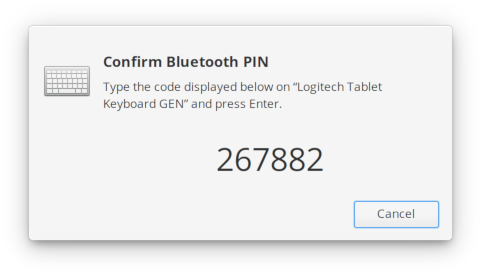 Confirm Bluetooth PIN
Type the code displayed below on “Logitech Tablet
Keyboard GEN” and press Enter.
267882
Cancel